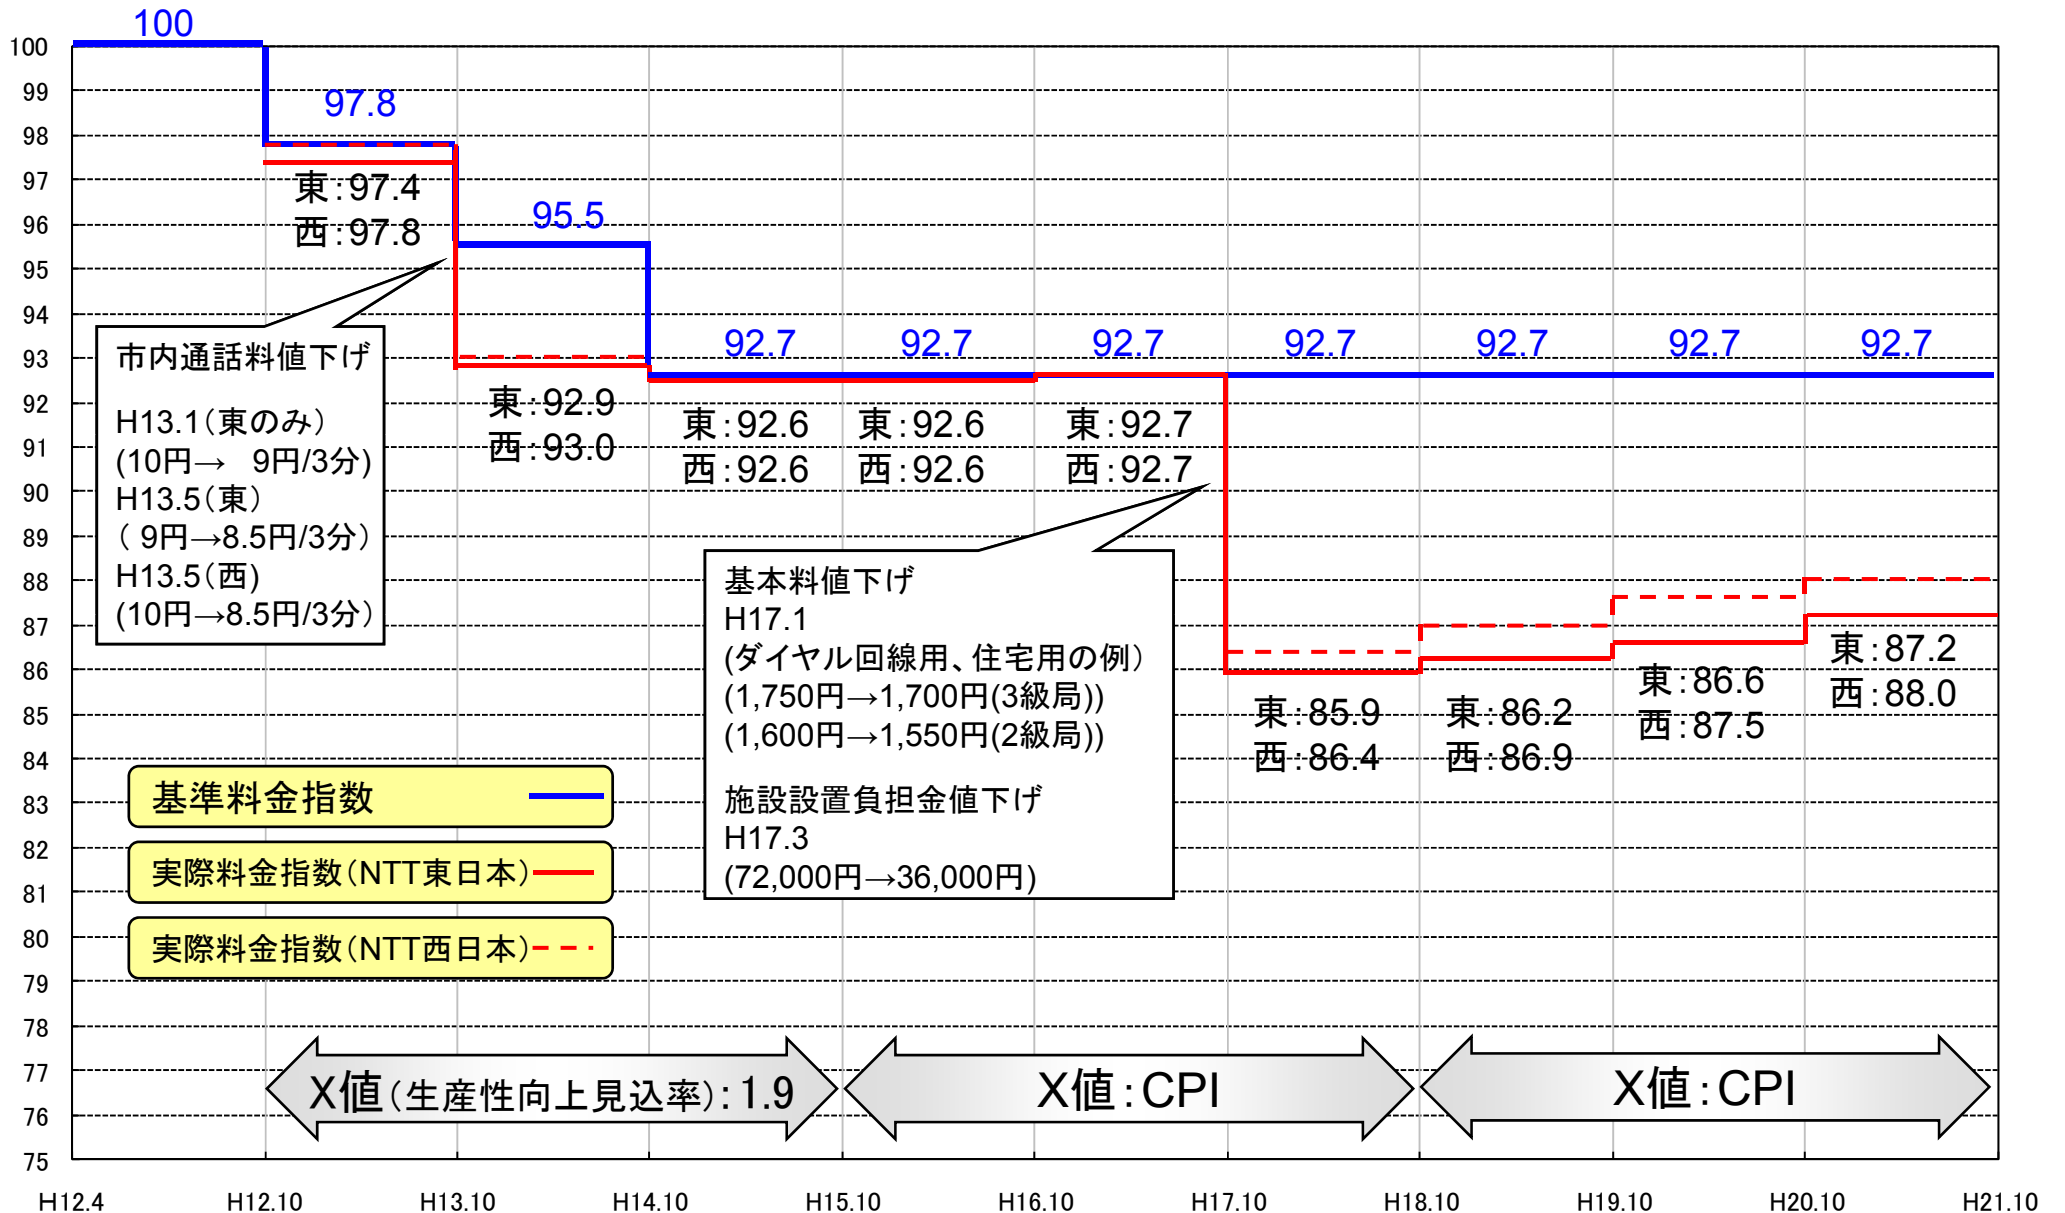 100
97.8
95.5
92.7
92.7
92.7
92.7
92.7
92.7
92.7
100
99
98
97
96
95
94
93
92
91
90
89
88
87
86
85
84
83
82
81
80
79
78
77
76
75
東:97.4
西:97.8
東:92.9
西:93.0
東:92.6
西:92.6
東:92.6
西:92.6
東:92.7
西:92.7
東:85.9
西:86.4
東:86.2
西:86.9
東:86.6
西:87.5
東:87.2
西:88.0
市内通話料値下げ
H13.1(東のみ)
(10円→ 9円/3分)
H13.5(東)
( 9円→8.5円/3分)
H13.5(西)
(10円→8.5円/3分)
基本料値下げ
H17.1
(ダイヤル回線用、住宅用の例)
(1,750円→1,700円(3級局))
(1,600円→1,550円(2級局))
施設設置負担金値下げ
H17.3
(72,000円→36,000円)
基準料金指数
実際料金指数(NTT東日本)
実際料金指数(NTT西日本)
X値(生産性向上見込率):1.9
X値:CPI
X値:CPI
H12.4
H12.10
H13.10
H14.10
H15.10
H16.10
H17.10
H18.10
H19.10
H20.10
H21.10